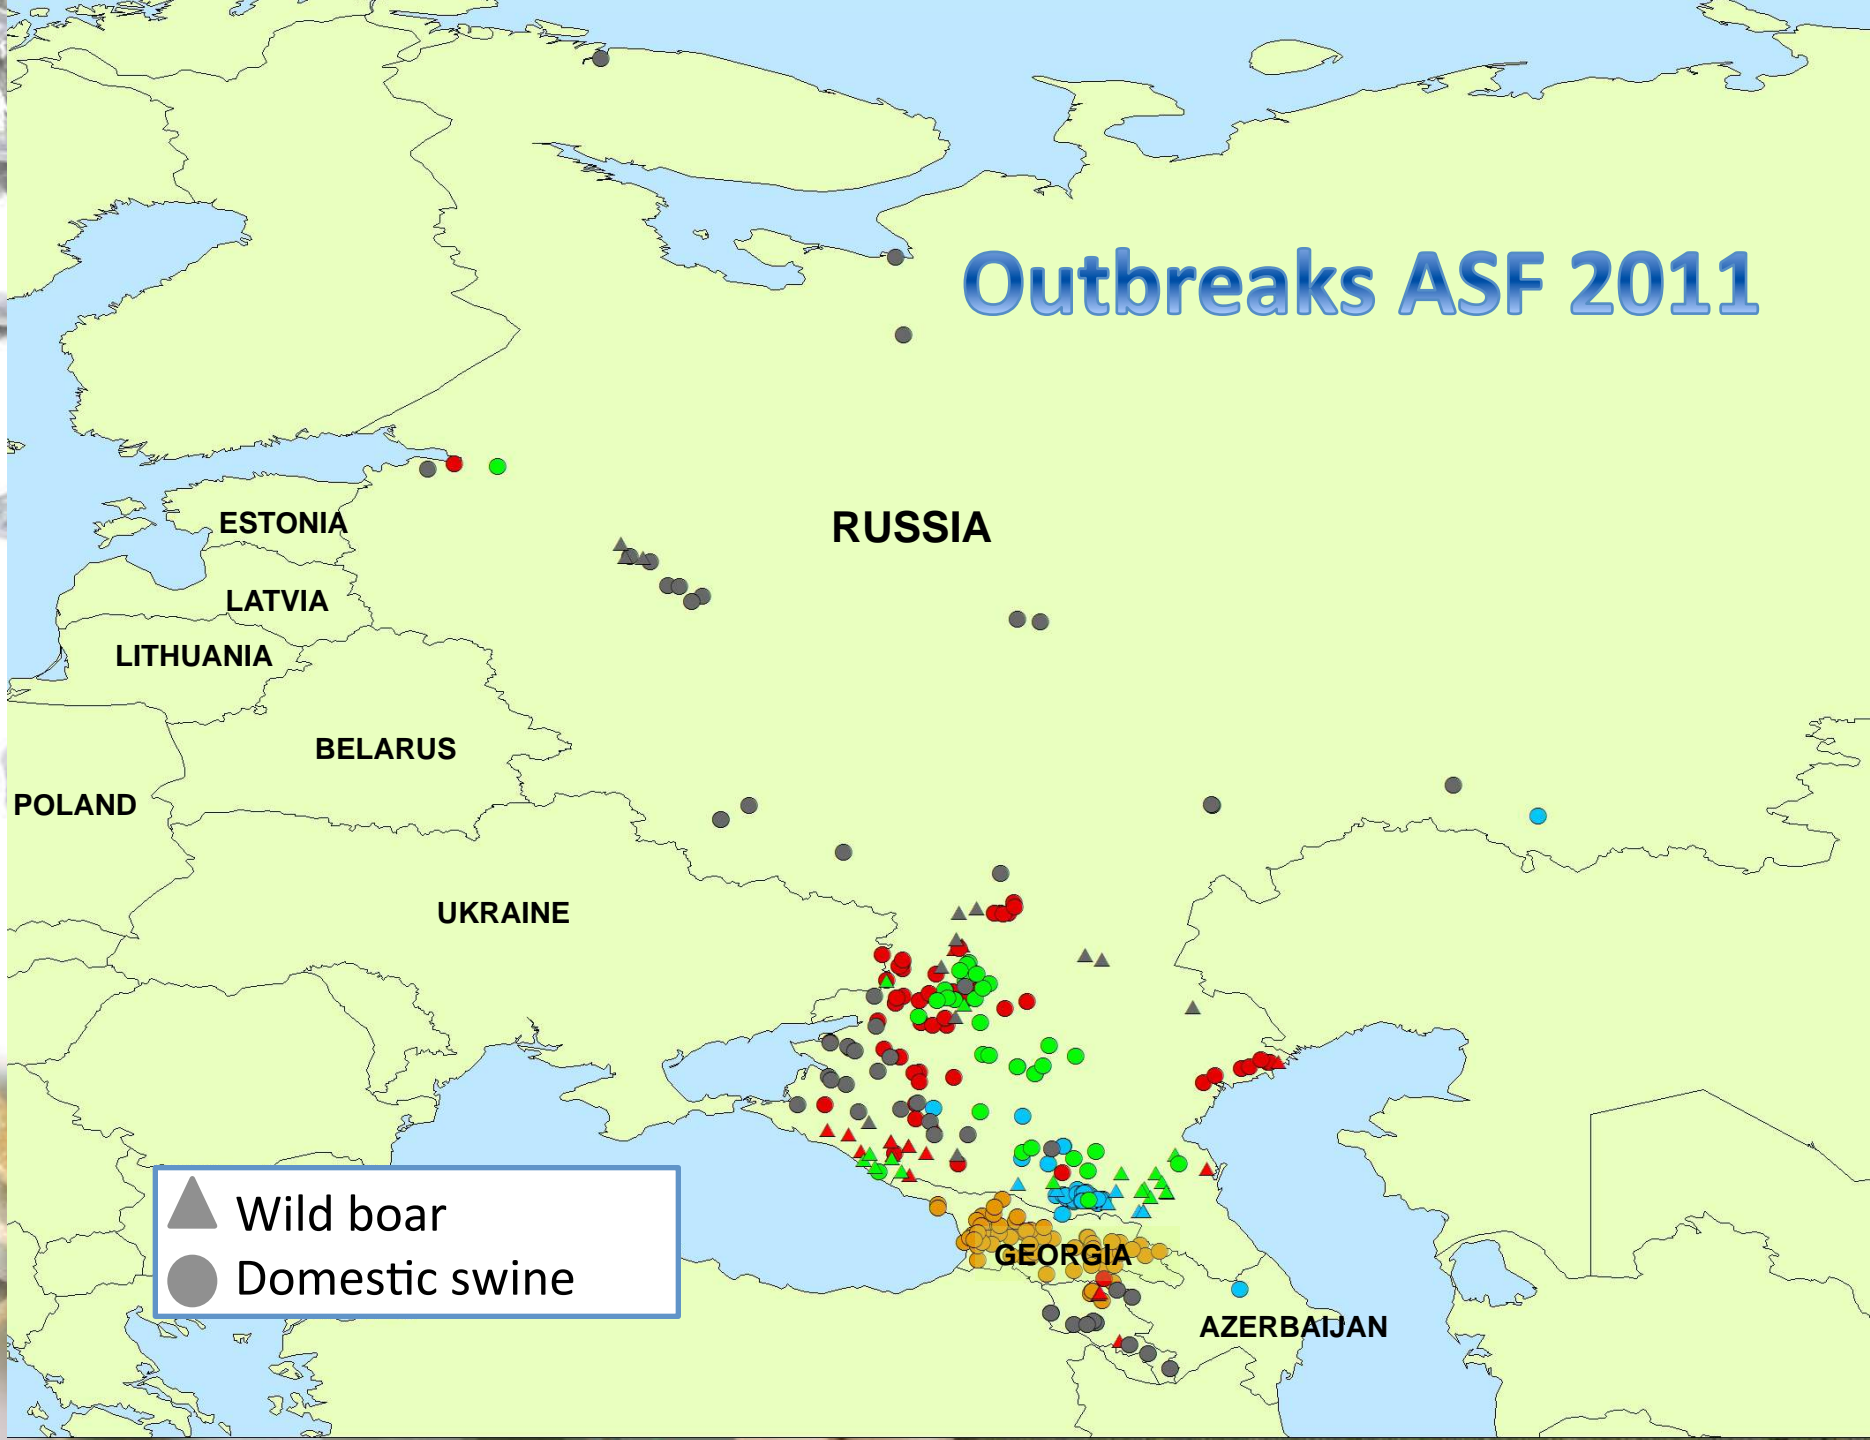 Outbreaks ASF 2011
ESTONIA
RUSSIA
LATVIA
LITHUANIA
BELARUS
POLAND
UKRAINE
Wild boar
Domestic swine
GEORGIA
AZERBAIJAN